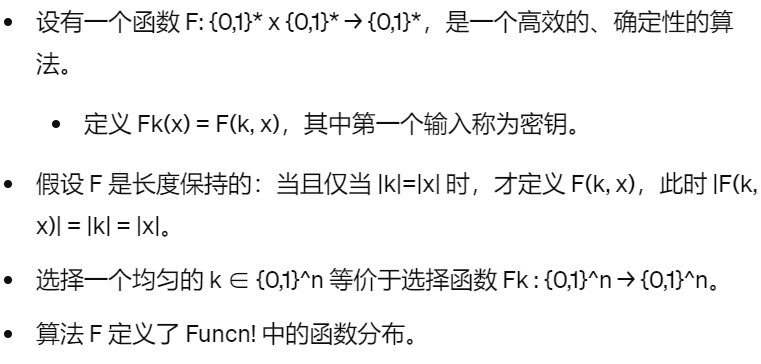 设有一个函数 F: {0,1}* x {0,1}* → {0,1}*，是一个高效的、确定性的算
法。
定义 Fk(x) = F(k, x)，其中第一个输入称为密钥。
假设 F 是长度保持的：当且仅当 |k|=|x| 时，才定义 F(k, x)，此时 |F(k,
x)| = |k| = |x|。
选择一个均匀的 k ∈ {0,1}^n 等价于选择函数 Fk : {0,1}^n → {0,1}^n。
算法 F 定义了 Funcn! 中的函数分布。